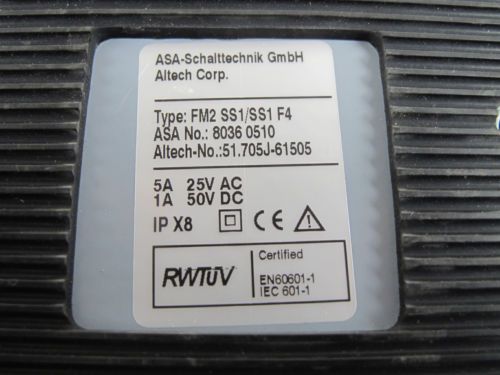 ASA-Schalttechnik GmbH
Altech Corp.
Type: FM2 SS1/SS1 F4
ASA No.: 8036 0510
Altech-No.:51.705J-61505
5A 25V AC
1A 50V DC
IP X8 CE
RWTÜV
Certified
EN60601-1
IEC 601-1